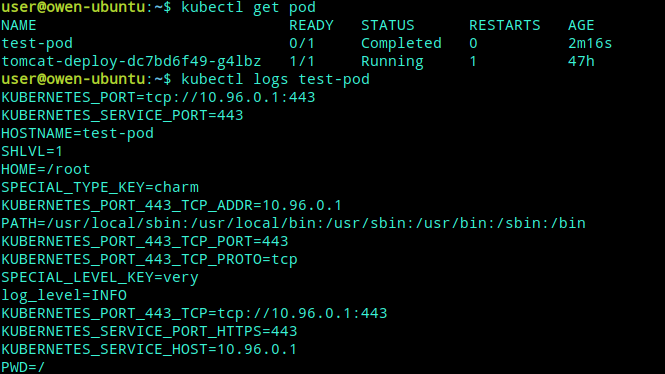 user@owen-ubuntu:~$ kubectl get pod
NAME                            READY   STATUS      RESTARTS   AGE
test-pod                        0/1     Completed   0          2m16s
tomcat-deploy-dc7bd6f49-g4lbz   1/1     Running     1          47h
user@owen-ubuntu:~$ kubectl logs test-pod
KUBERNETES_PORT=tcp://10.96.0.1:443
KUBERNETES_SERVICE_PORT=443
HOSTNAME=test-pod
SHLVL=1
HOME=/root
SPECIAL_TYPE_KEY=charm
KUBERNETES_PORT_443_TCP_ADDR=10.96.0.1
PATH=/usr/local/sbin:/usr/local/bin:/usr/sbin:/usr/bin:/sbin:/bin
KUBERNETES_PORT_443_TCP_PORT=443
KUBERNETES_PORT_443_TCP_PROTO=tcp
SPECIAL_LEVEL_KEY=very
log_level=INFO
KUBERNETES_PORT_443_TCP=tcp://10.96.0.1:443
KUBERNETES_SERVICE_PORT_HTTPS=443
KUBERNETES_SERVICE_HOST=10.96.0.1
PWD=/